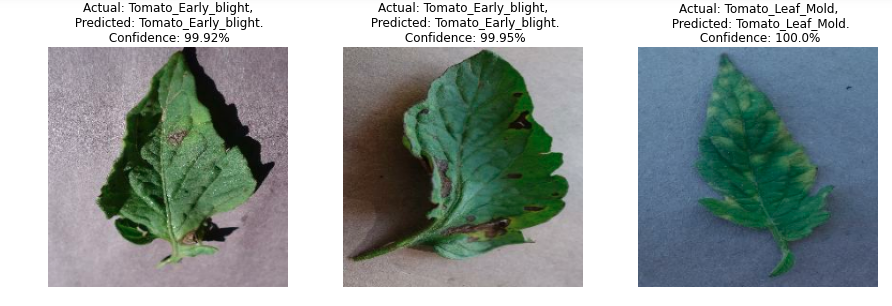 Actual: Tomato_Early_blight,
Predicted: Tomato_Early_blight.
Confidence: 99.92%
Actual: Tomato_Early_blight,
Predicted: Tomato_Early_blight.
Confidence: 99.95%
Actual: Tomato_Leaf_Mold,
Predicted: Tomato_Leaf_Mold.
Confidence: 100.0%